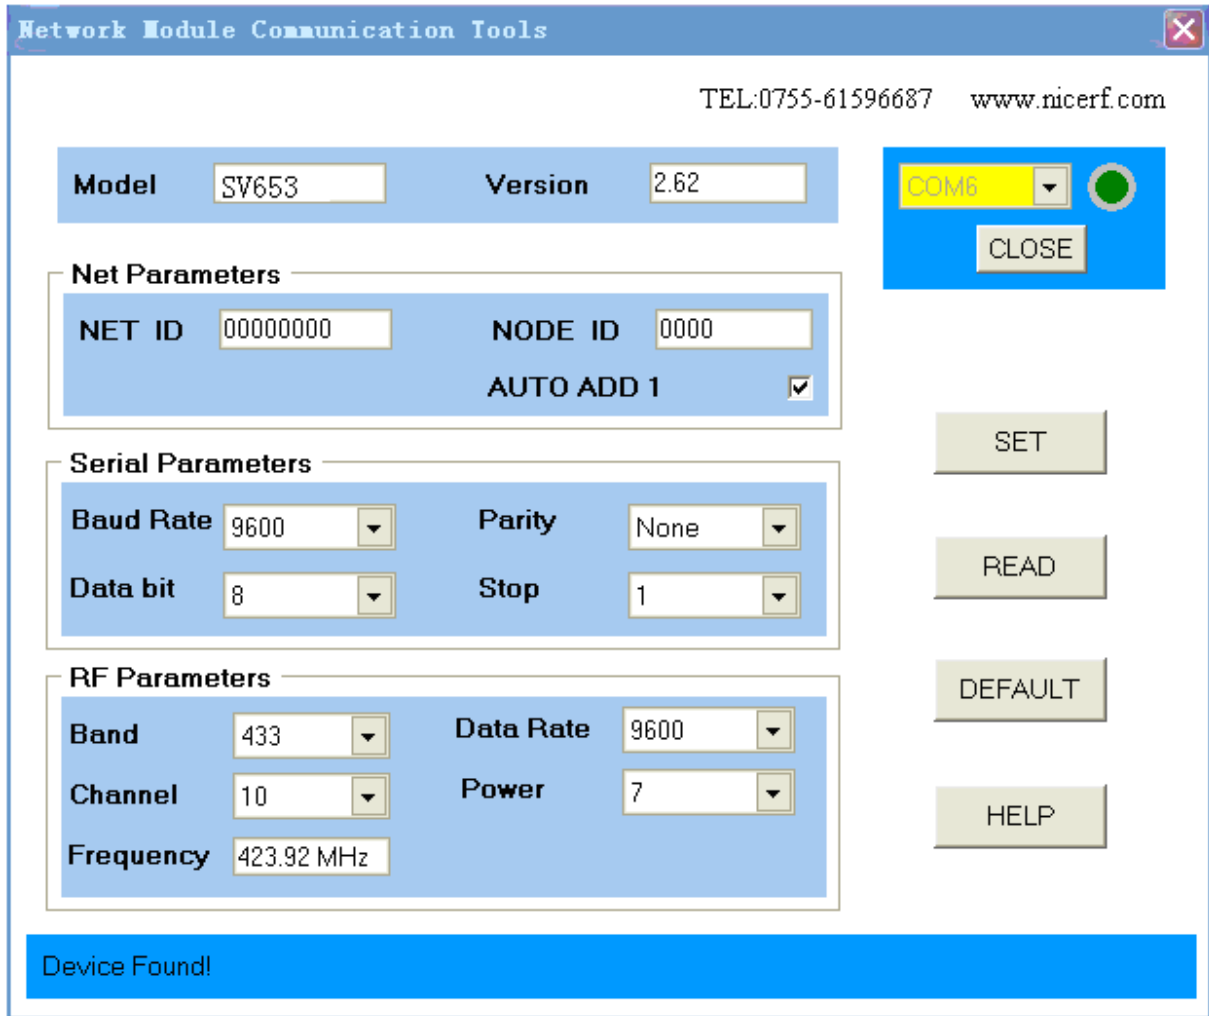 Network Module Communication Tools
TEL:0755-61596687 www.nicerf.com
Model SV653 Version 2.62
COM6
CLOSE
Net Parameters
NET ID 00000000 NODE ID 0000
AUTO ADD 1
Serial Parameters
Baud Rate 9600 Parity None
Data bit 8 Stop 1
RF Parameters
Band 433 Data Rate 9600
Channel 10 Power 7
Frequency 423.92 MHz
SET
READ
DEFAULT
HELP
Device Found!